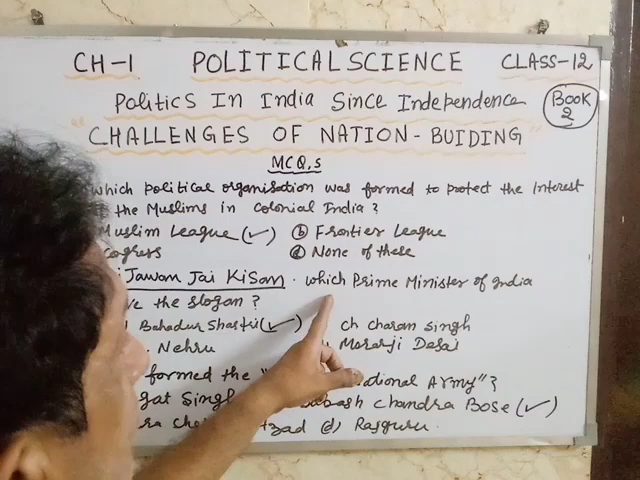 CH-1 POLITICAL SCIENCE CLASS-12
Politics In India Since Independence BOOK 2
"CHALLENGES OF NATION-BUIDING"
MCQ,s
which political organisation was formed to protect the Interest
the Muslims in colonial India ?
Muslim League (✓) (b) Frontier League
(d) None of these
Jawan Jai Kisan. which Prime Minister of India
the slogan ?
Bahadur Shastri (✓) ch charan singh
Nehru Morarji Desai
formed the " Army" ?
Singh Chandra Bose (✓)
d) Rajguru.